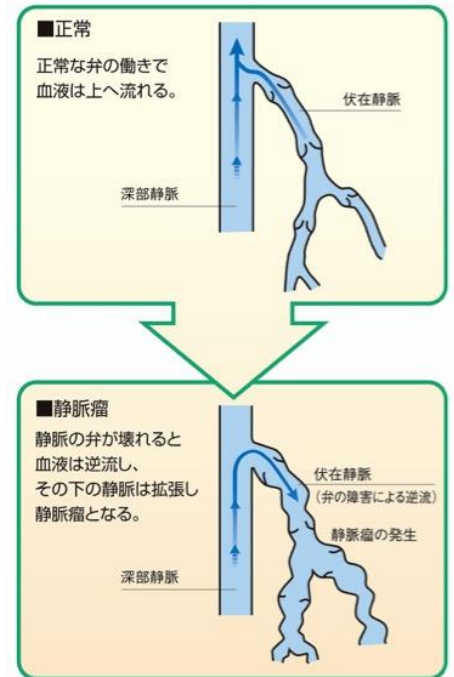 ■正常
正常な弁の働きで
血液は上へ流れる。
伏在静脈
深部静脈
■静脈瘤
静脈の弁が壊れると
血液は逆流し、
その下の静脈は拡張し
静脈瘤となる。
伏在静脈
（弁の障害による逆流）
静脈瘤の発生
深部静脈